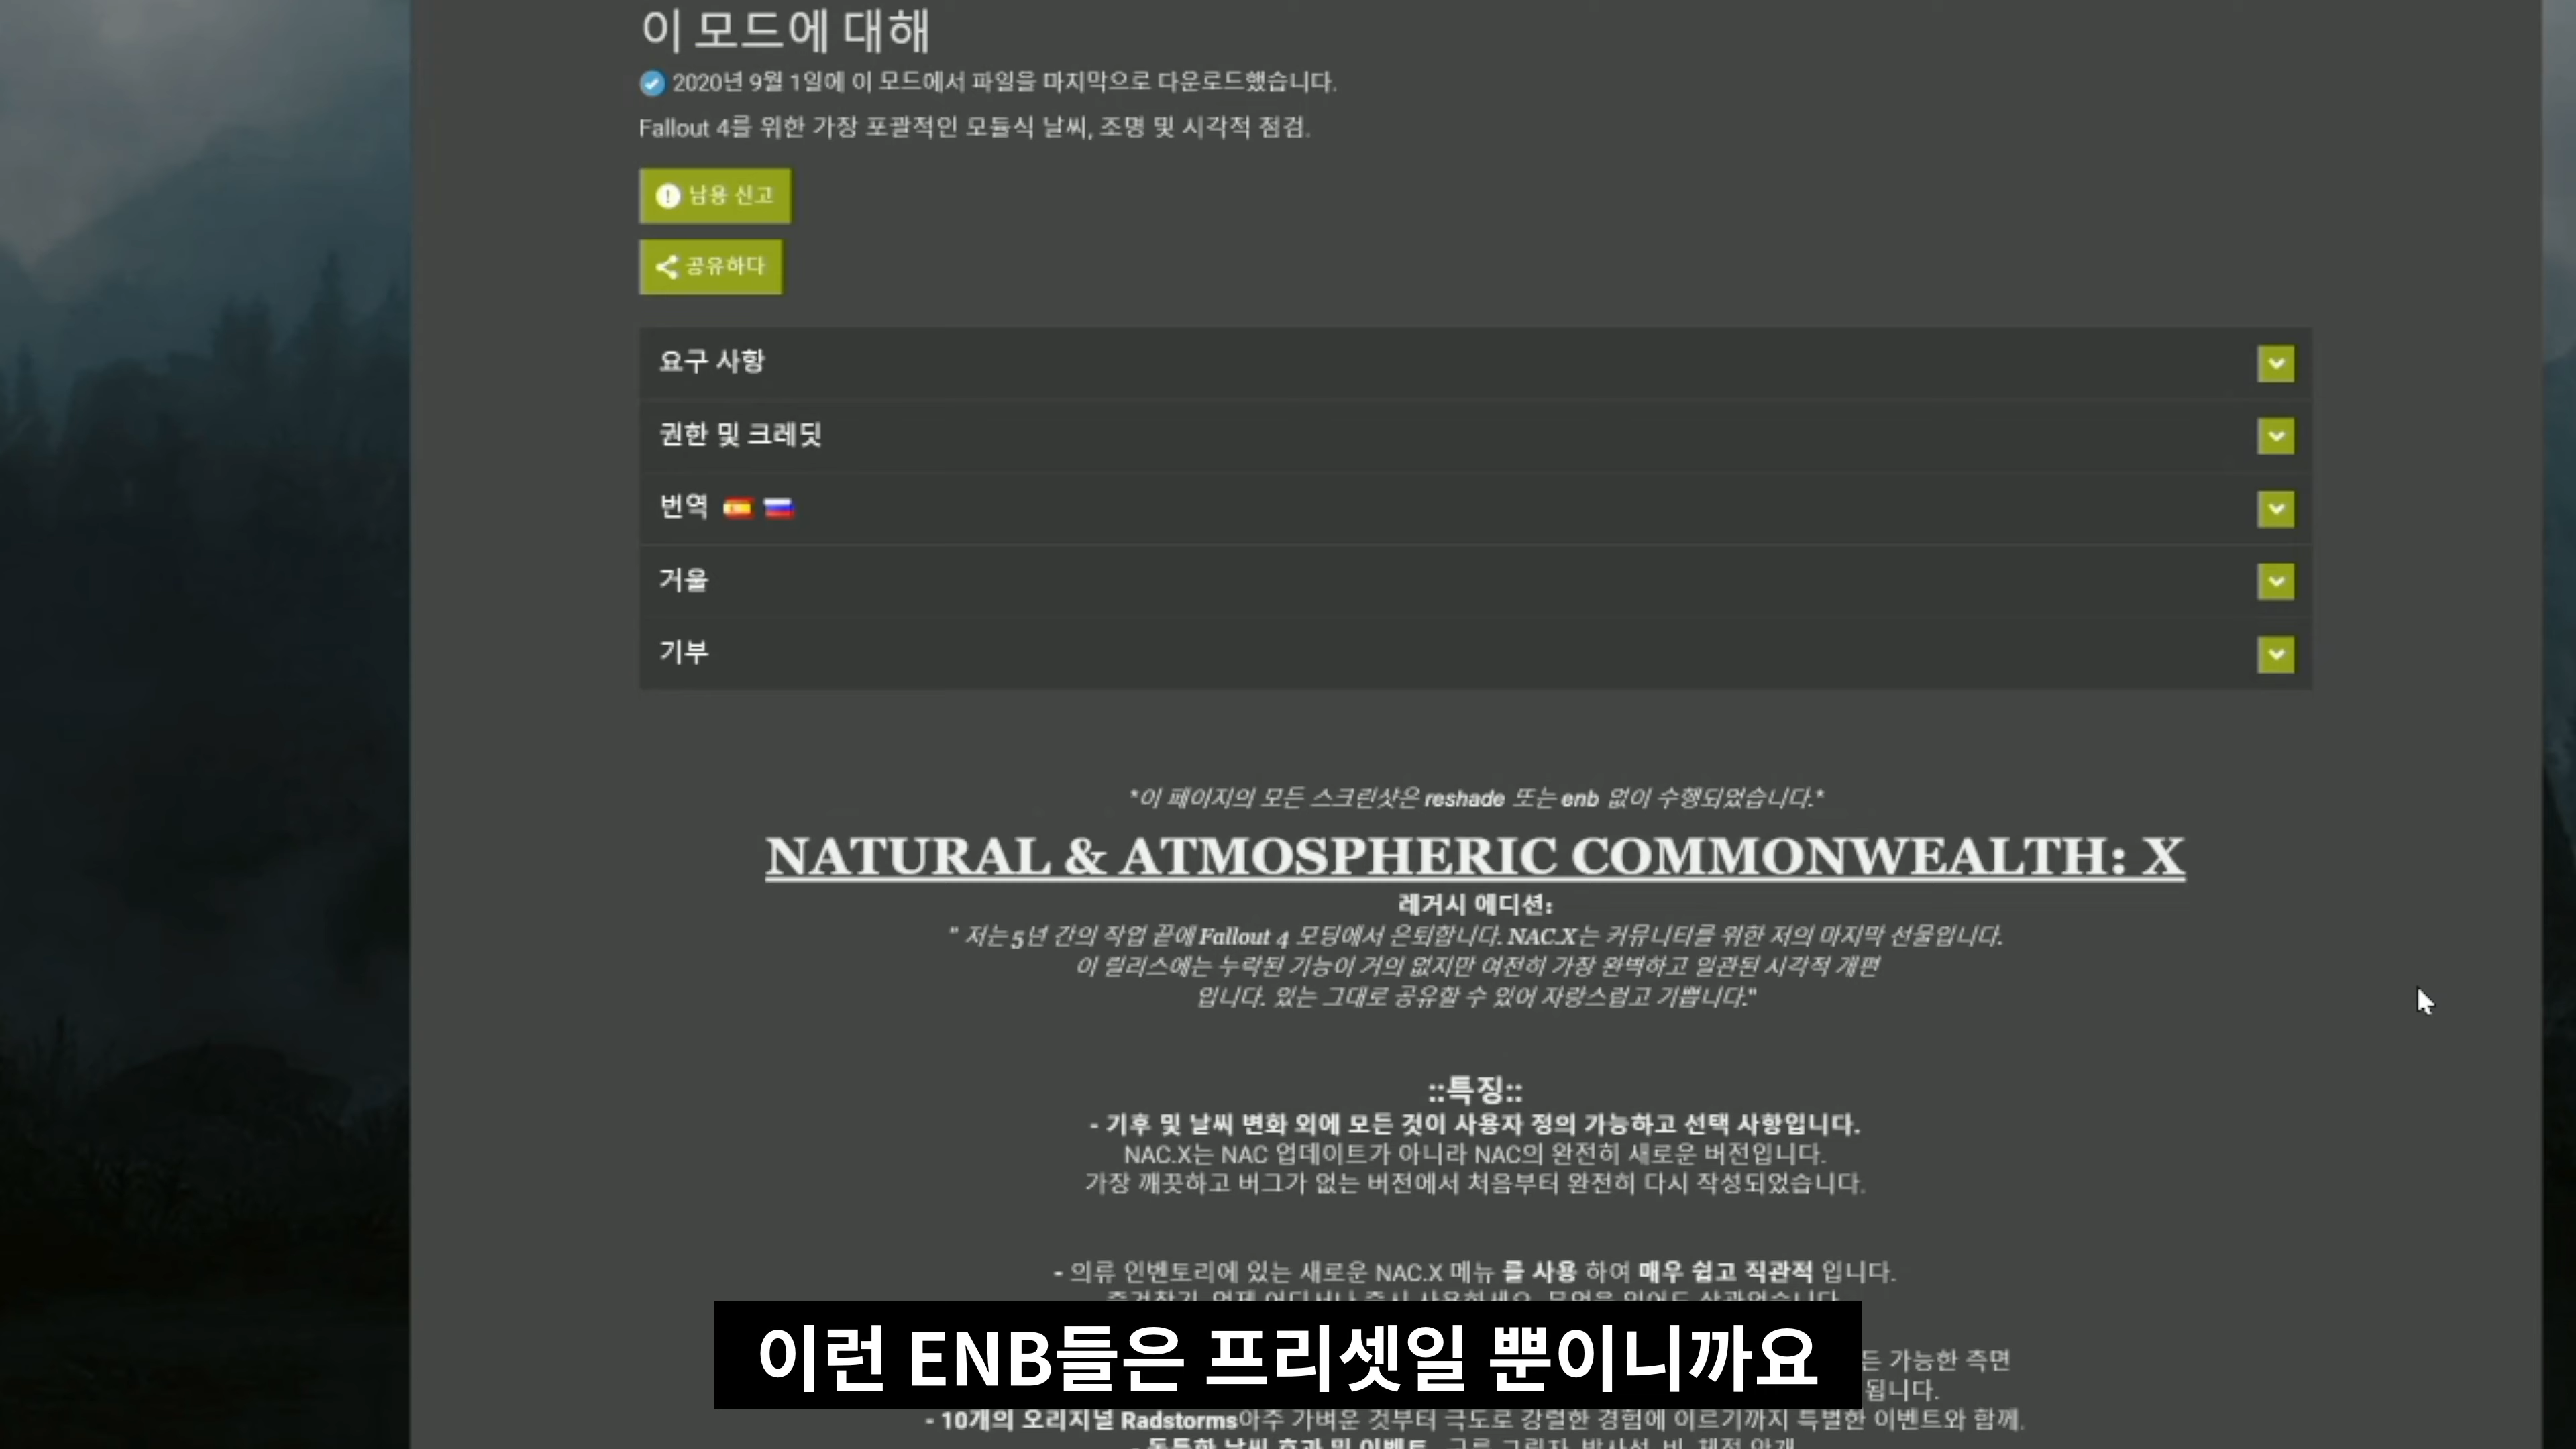 이 모드에 대해
2020년 9월 1일에 이 모드에서 파일을 마지막으로 다운로드했습니다.
Fallout 4를 위한 가장 포괄적인 모듈식 날씨, 조명 및 시각적 점검.
남용 신고
공유하다
요구 사항
권한 및 크레딧
번역
거울
기부
*이 페이지의 모든 스크린샷은 reshade 또는 enb 없이 수행되었습니다.*
NATURAL & ATMOSPHERIC COMMONWEALTH: X
레거시 에디션:
" 저는 5년 간의 작업 끝에 Fallout 4 모딩에서 은퇴합니다. NAC.X는 커뮤니티를 위한 저의 마지막 선물입니다.
이 릴리스에는 누락된 기능이 거의 없지만 여전히 가장 완벽하고 일관된 시각적 개편
입니다. 있는 그대로 공유할 수 있어 자랑스럽고 기쁩니다."
::특징::
- 기후 및 날씨 변화 외에 모든 것이 사용자 정의 가능하고 선택 사항입니다.
NAC.X는 NAC 업데이트가 아니라 NAC의 완전히 새로운 버전입니다.
가장 깨끗하고 버그가 없는 버전에서 처음부터 완전히 다시 작성되었습니다.
- 의류 인벤토리에 있는 새로운 NAC.X 메뉴 를 사용 하여 매우 쉽고 직관적 입니다.
이런 ENB들은 프리셋일 뿐이니까요
가능한 측면
됩니다.
- 10개의 오리지널 Radstorms아주 가벼운 것부터 극도로 강렬한 경험에 이르기까지 특별한 이벤트와 함께.